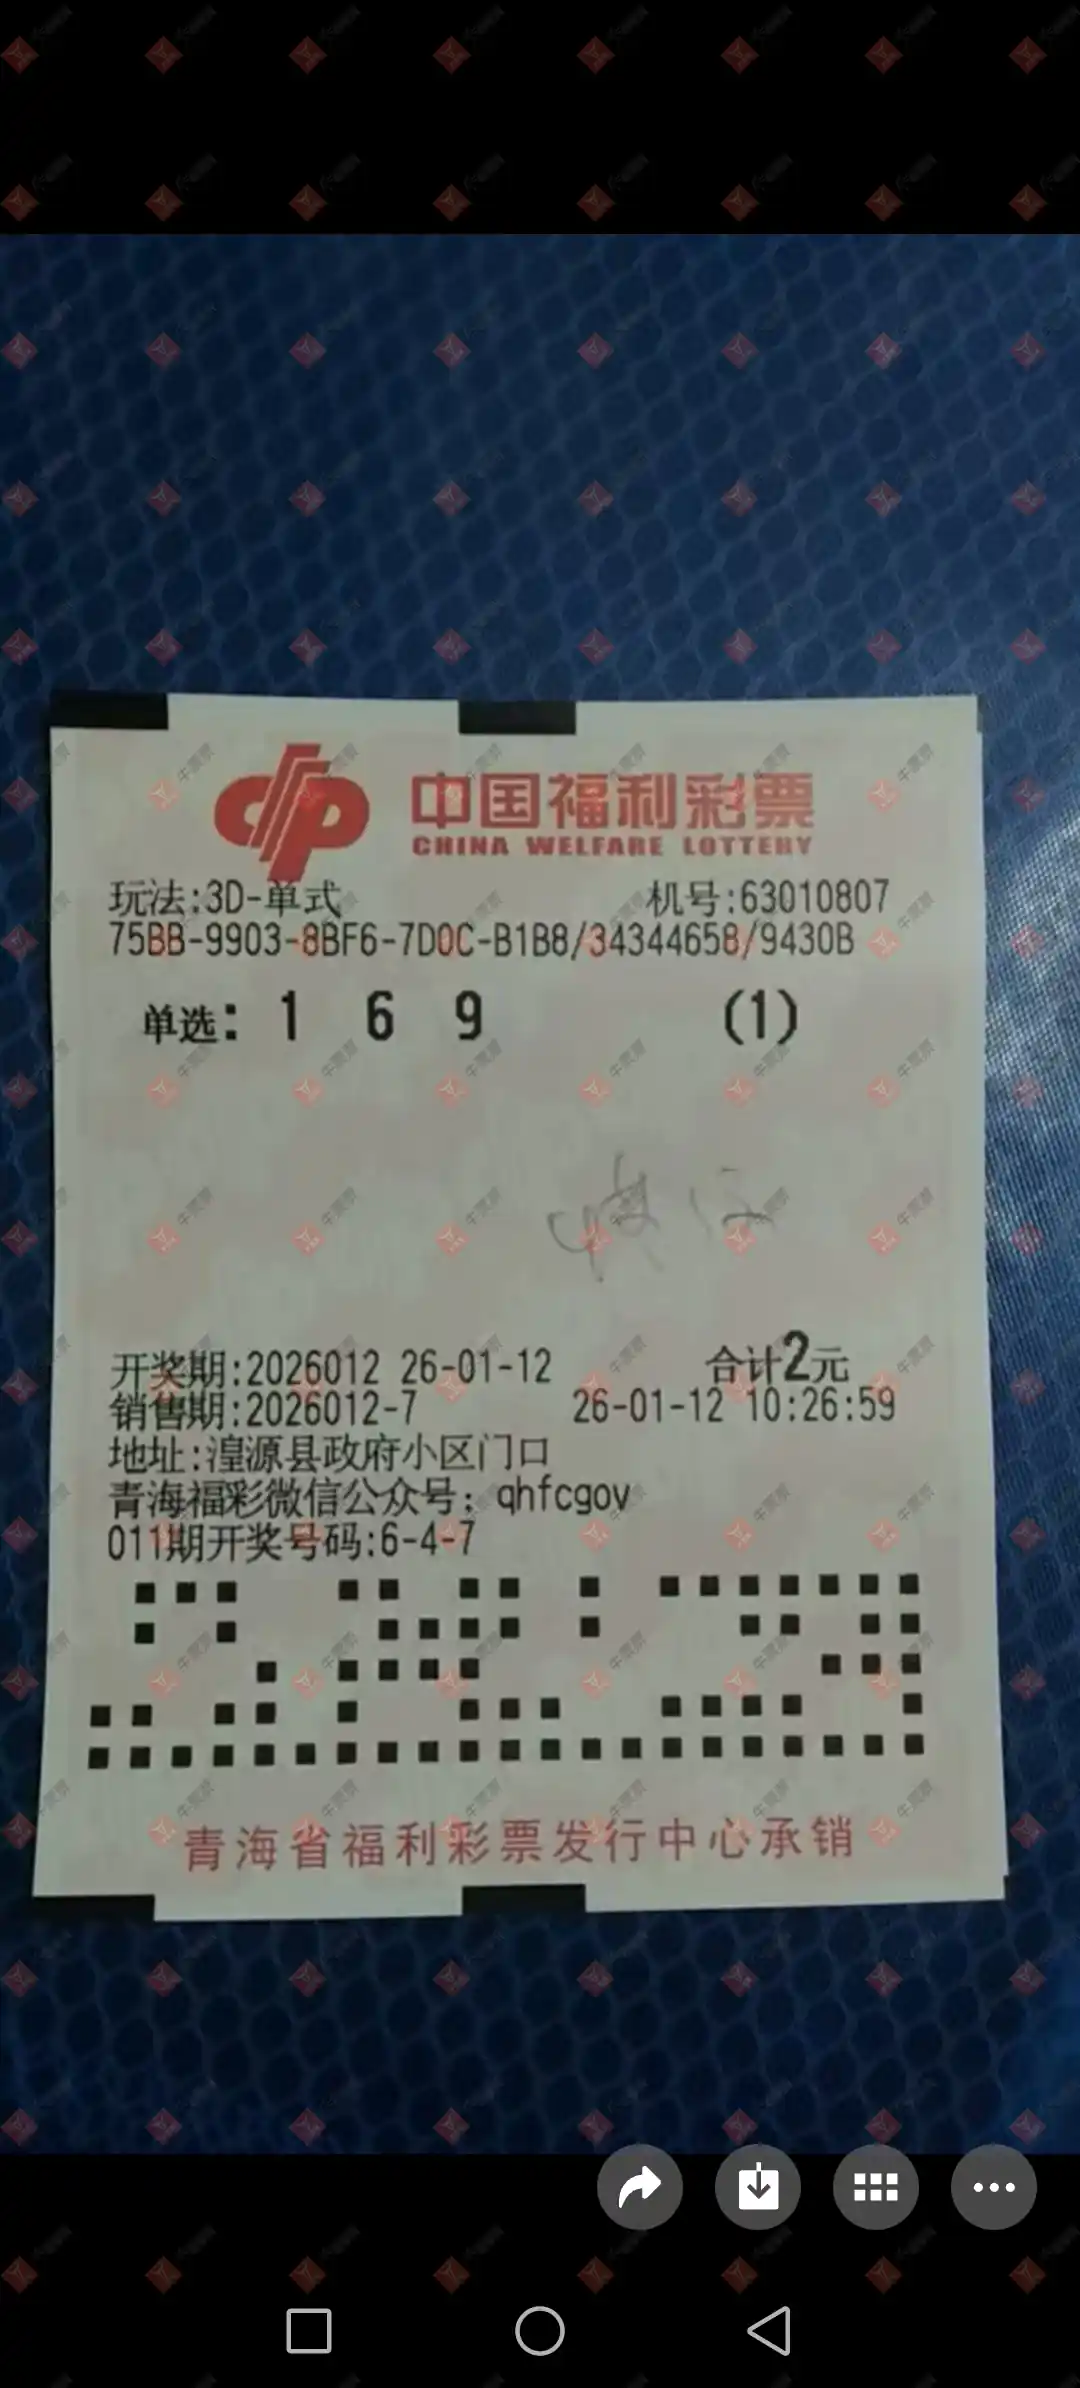 中国福利彩票
CHINA WELFARE LOTTERY
玩法:3D-单式 机号:63010807
75BB-9903-8BF6-7D0C-B1B8/34344658/9430B
单选: 1 6 9 (1)
开奖期:2026012 26-01-12 合计2元
销售期:2026012-7 26-01-12 10:26:59
地址:湟源县政府小区门口
青海福彩微信公众号: qhfcgov
011期开奖号码:6-4-7
青海省福利彩票发行中心承销